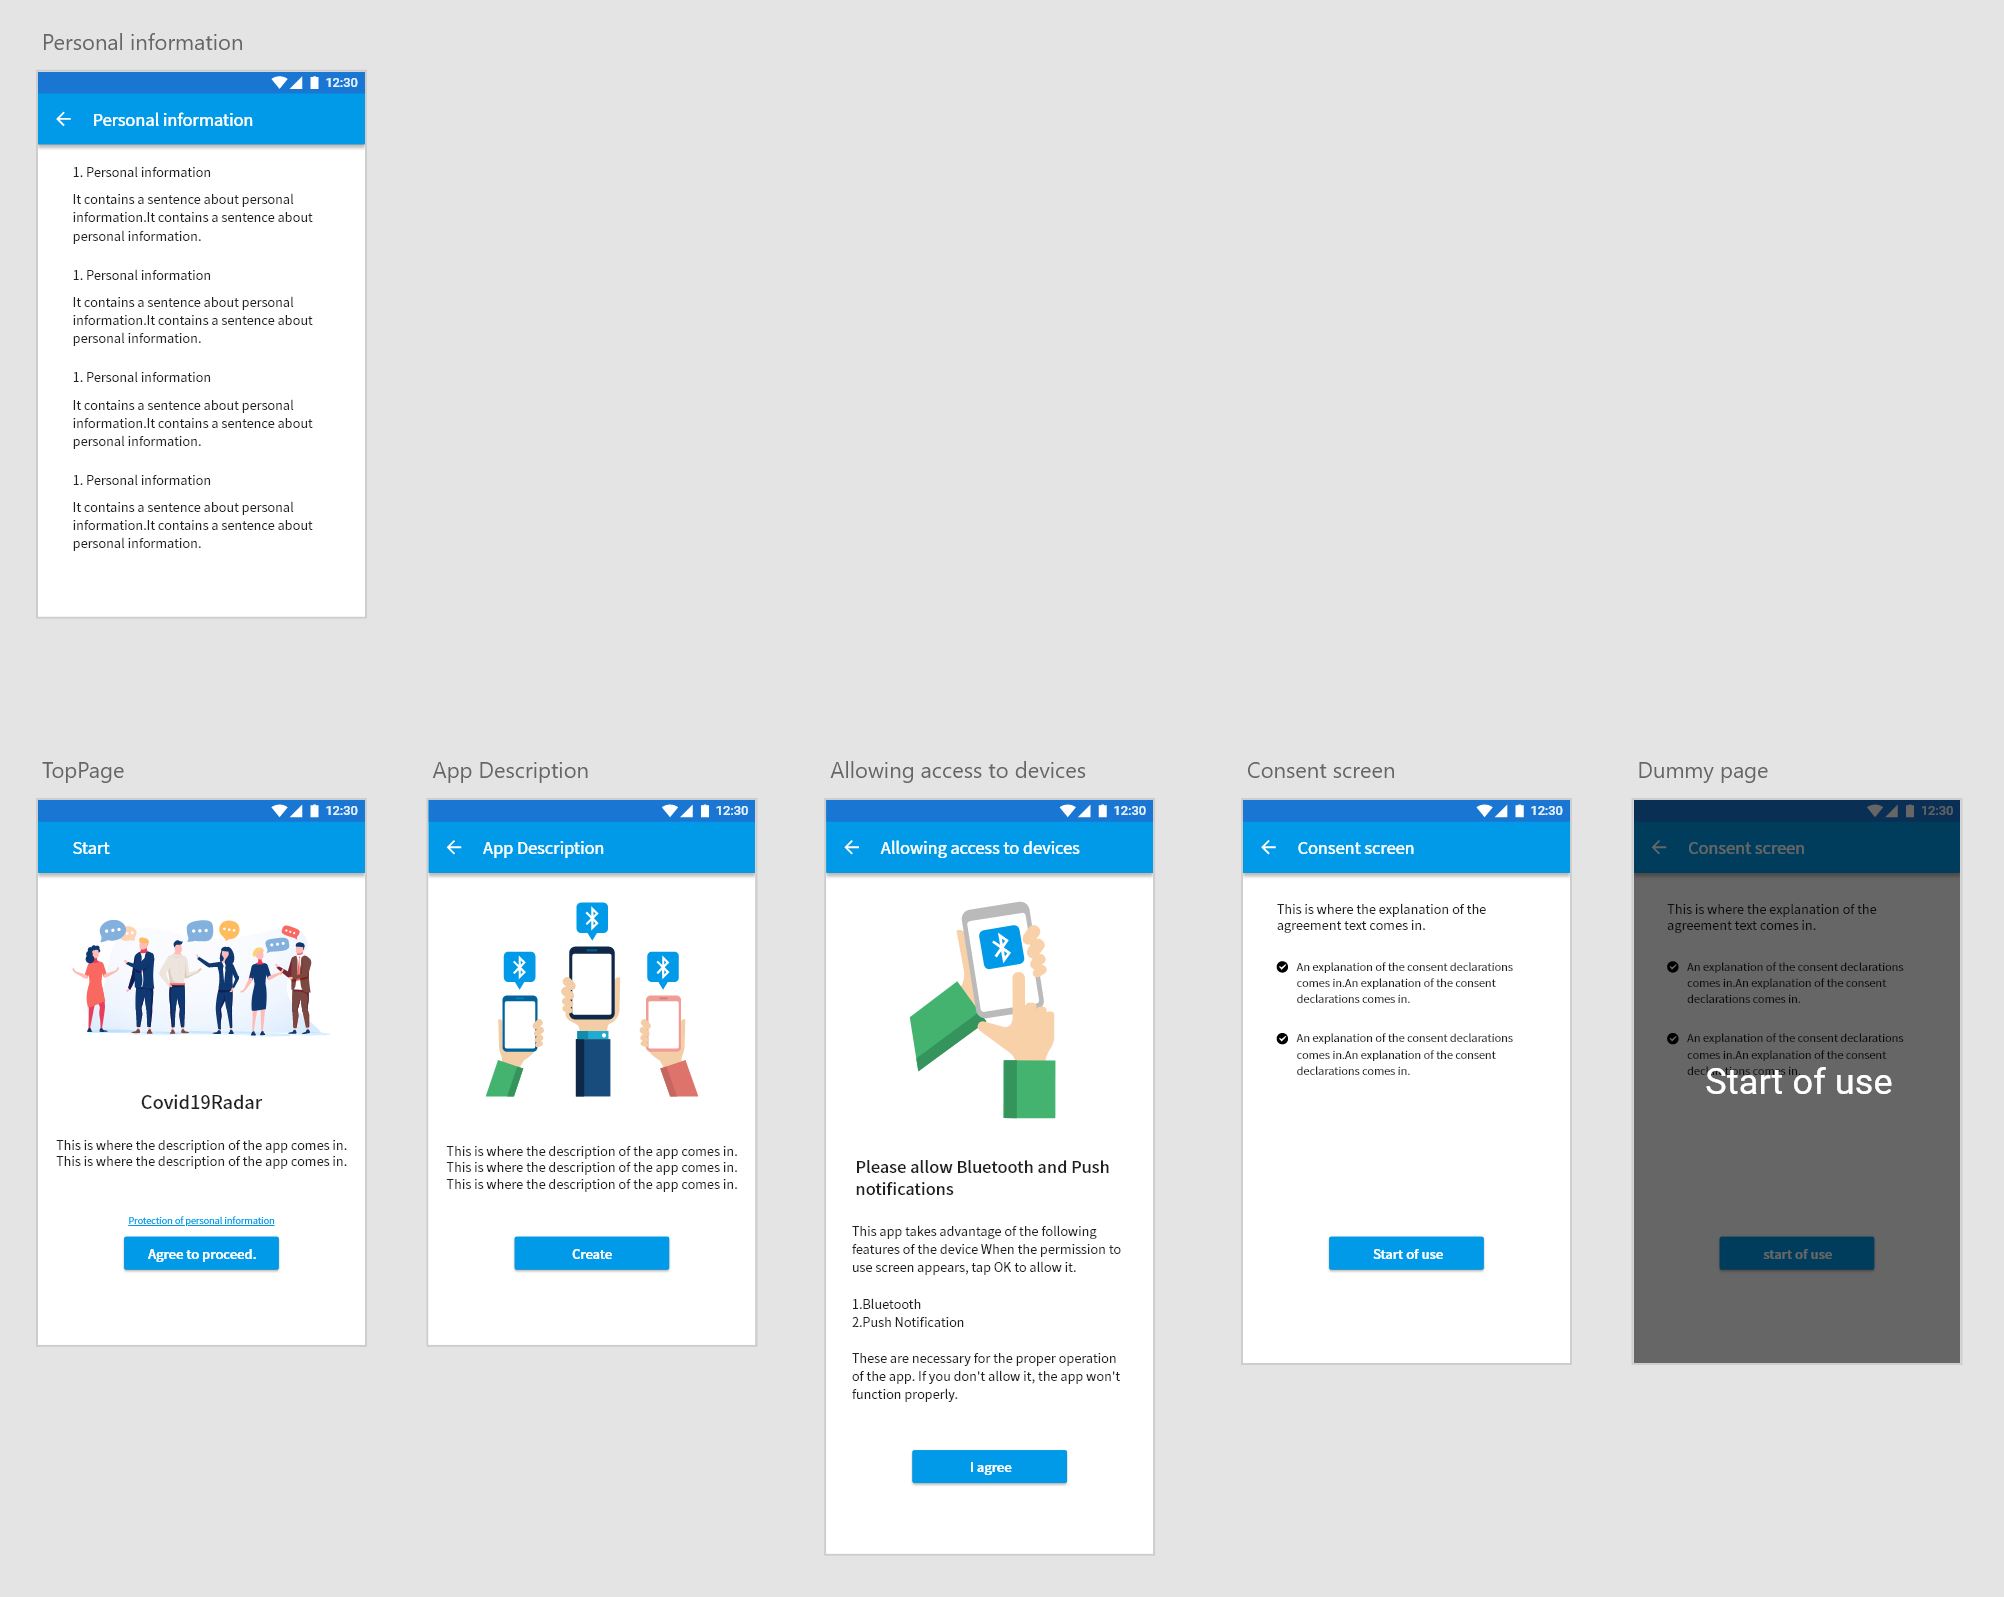 Personal information
12:30
Personal information
1. Personal information
It contains a sentence about personal
information.It contains a sentence about
personal information.
1. Personal information
It contains a sentence about personal
information.It contains a sentence about
personal information.
1. Personal information
It contains a sentence about personal
information.It contains a sentence about
personal information.
1. Personal information
It contains a sentence about personal
information.It contains a sentence about
personal information.
TopPage
12:30
Start
Covid19Radar
This is where the description of the app comes in.
This is where the description of the app comes in.
Protection of personal information
Agree to proceed.
App Description
12:30
App Description
This is where the description of the app comes in.
This is where the description of the app comes in.
This is where the description of the app comes in.
Create
Allowing access to devices
12:30
Allowing access to devices
Please allow Bluetooth and Push
notifications
This app takes advantage of the following
features of the device When the permission to
use screen appears, tap OK to allow it.
1.Bluetooth
2.Push Notification
These are necessary for the proper operation
of the app. If you don't allow it, the app won't
function properly.
I agree
Consent screen
12:30
Consent screen
This is where the explanation of the
agreement text comes in.
An explanation of the consent declarations
comes in.An explanation of the consent
declarations comes in.
An explanation of the consent declarations
comes in.An explanation of the consent
declarations comes in.
Start of use
Dummy page
12:30
Consent screen
This is where the explanation of the
agreement text comes in.
An explanation of the consent declarations
comes in.An explanation of the consent
declarations comes in.
An explanation of the consent declarations
comes in.An explanation of the consent
declarations comes in.
Start of use
start of use